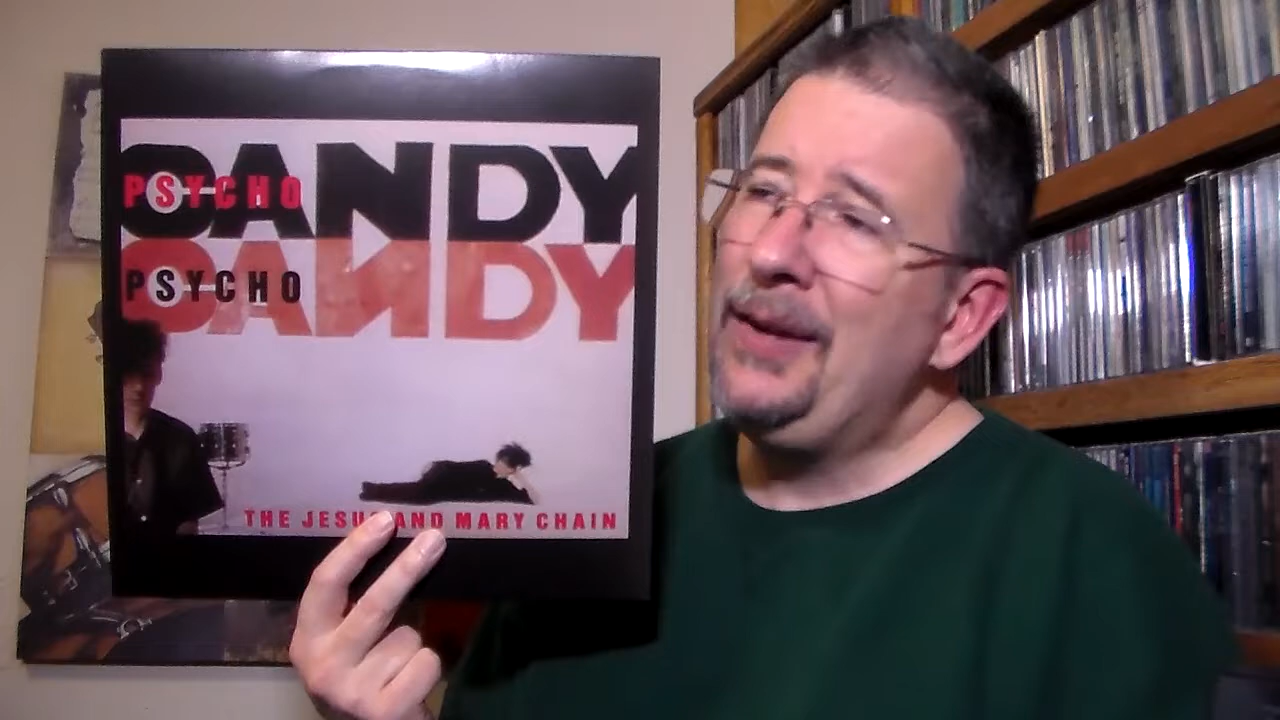 CANDY
PSYCHO
CANDY
PSYCHO
THE JESUS AND MARY CHAIN